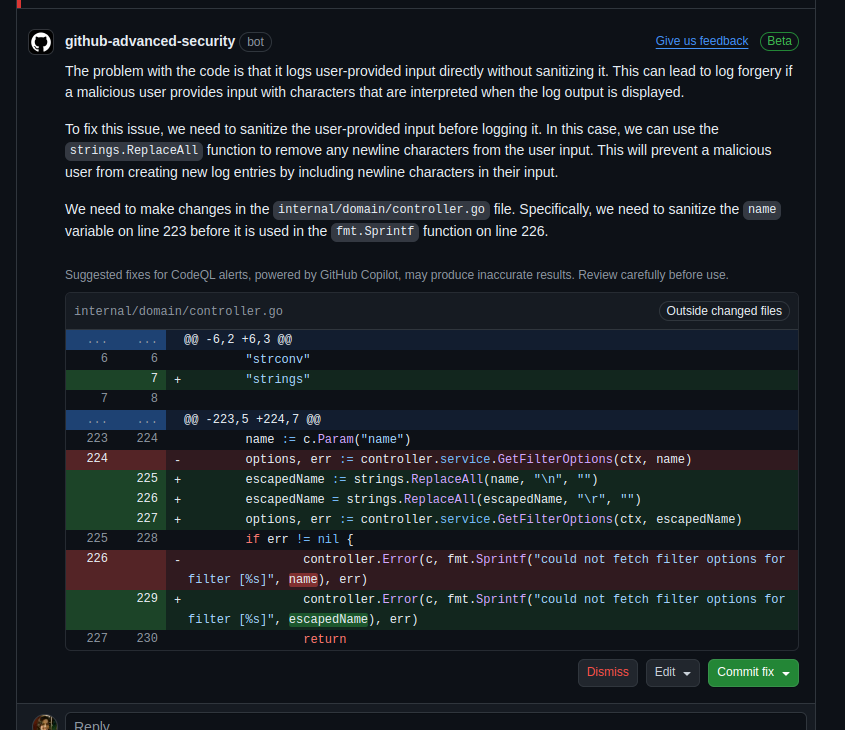 github-advanced-security bot Give us feedback Beta
The problem with the code is that it logs user-provided input directly without sanitizing it. This can lead to log forgery if
a malicious user provides input with characters that are interpreted when the log output is displayed.
To fix this issue, we need to sanitize the user-provided input before logging it. In this case, we can use the
strings.ReplaceAll function to remove any newline characters from the user input. This will prevent a malicious
user from creating new log entries by including newline characters in their input.
We need to make changes in the internal/domain/controller.go file. Specifically, we need to sanitize the name
variable on line 223 before it is used in the fmt.Sprintf function on line 226.
Suggested fixes for CodeQL alerts, powered by GitHub Copilot, may produce inaccurate results. Review carefully before use.
internal/domain/controller.go Outside changed files
... ... @@ -6,2 +6,3 @@
6 6 "strconv"
7 + "strings"
7 8
... ... @@ -223,5 +224,7 @@
223 224 name := c.Param("name")
224 - options, err := controller.service.GetFilterOptions(ctx, name)
225 + escapedName := strings.ReplaceAll(name, "\n", "")
226 + escapedName = strings.ReplaceAll(escapedName, "\r", "")
227 + options, err := controller.service.GetFilterOptions(ctx, escapedName)
225 228 if err != nil {
226 - controller.Error(c, fmt.Sprintf("could not fetch filter options for
filter [%s]", name), err)
229 + controller.Error(c, fmt.Sprintf("could not fetch filter options for
filter [%s]", escapedName), err)
227 230 return
Dismiss Edit Commit fix
Reply